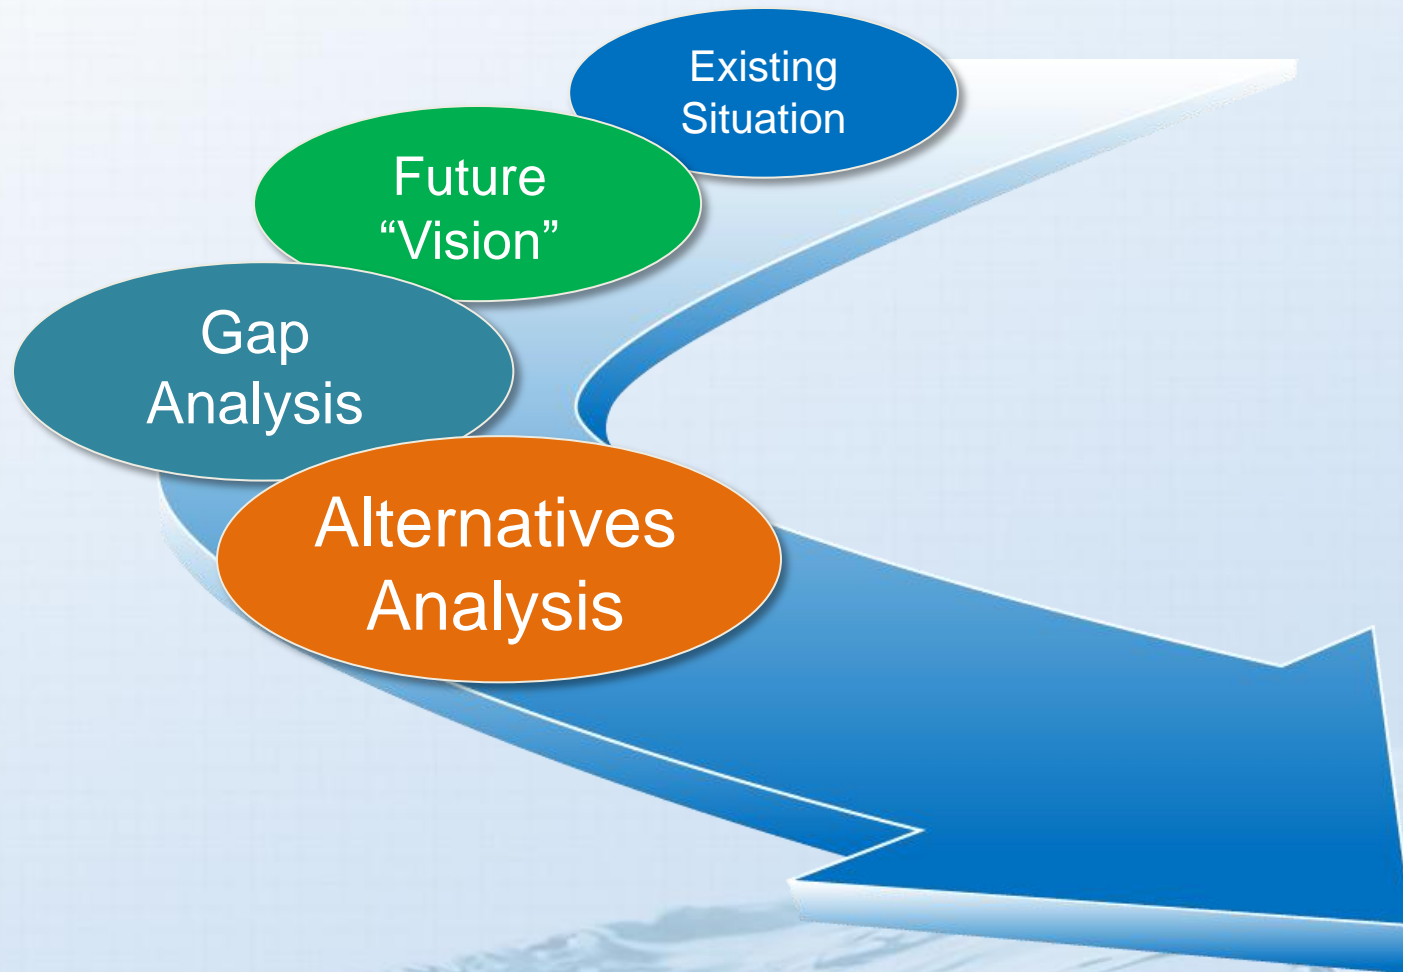 Existing
Situation
Future
“Vision”
Gap
Analysis
Alternatives
Analysis